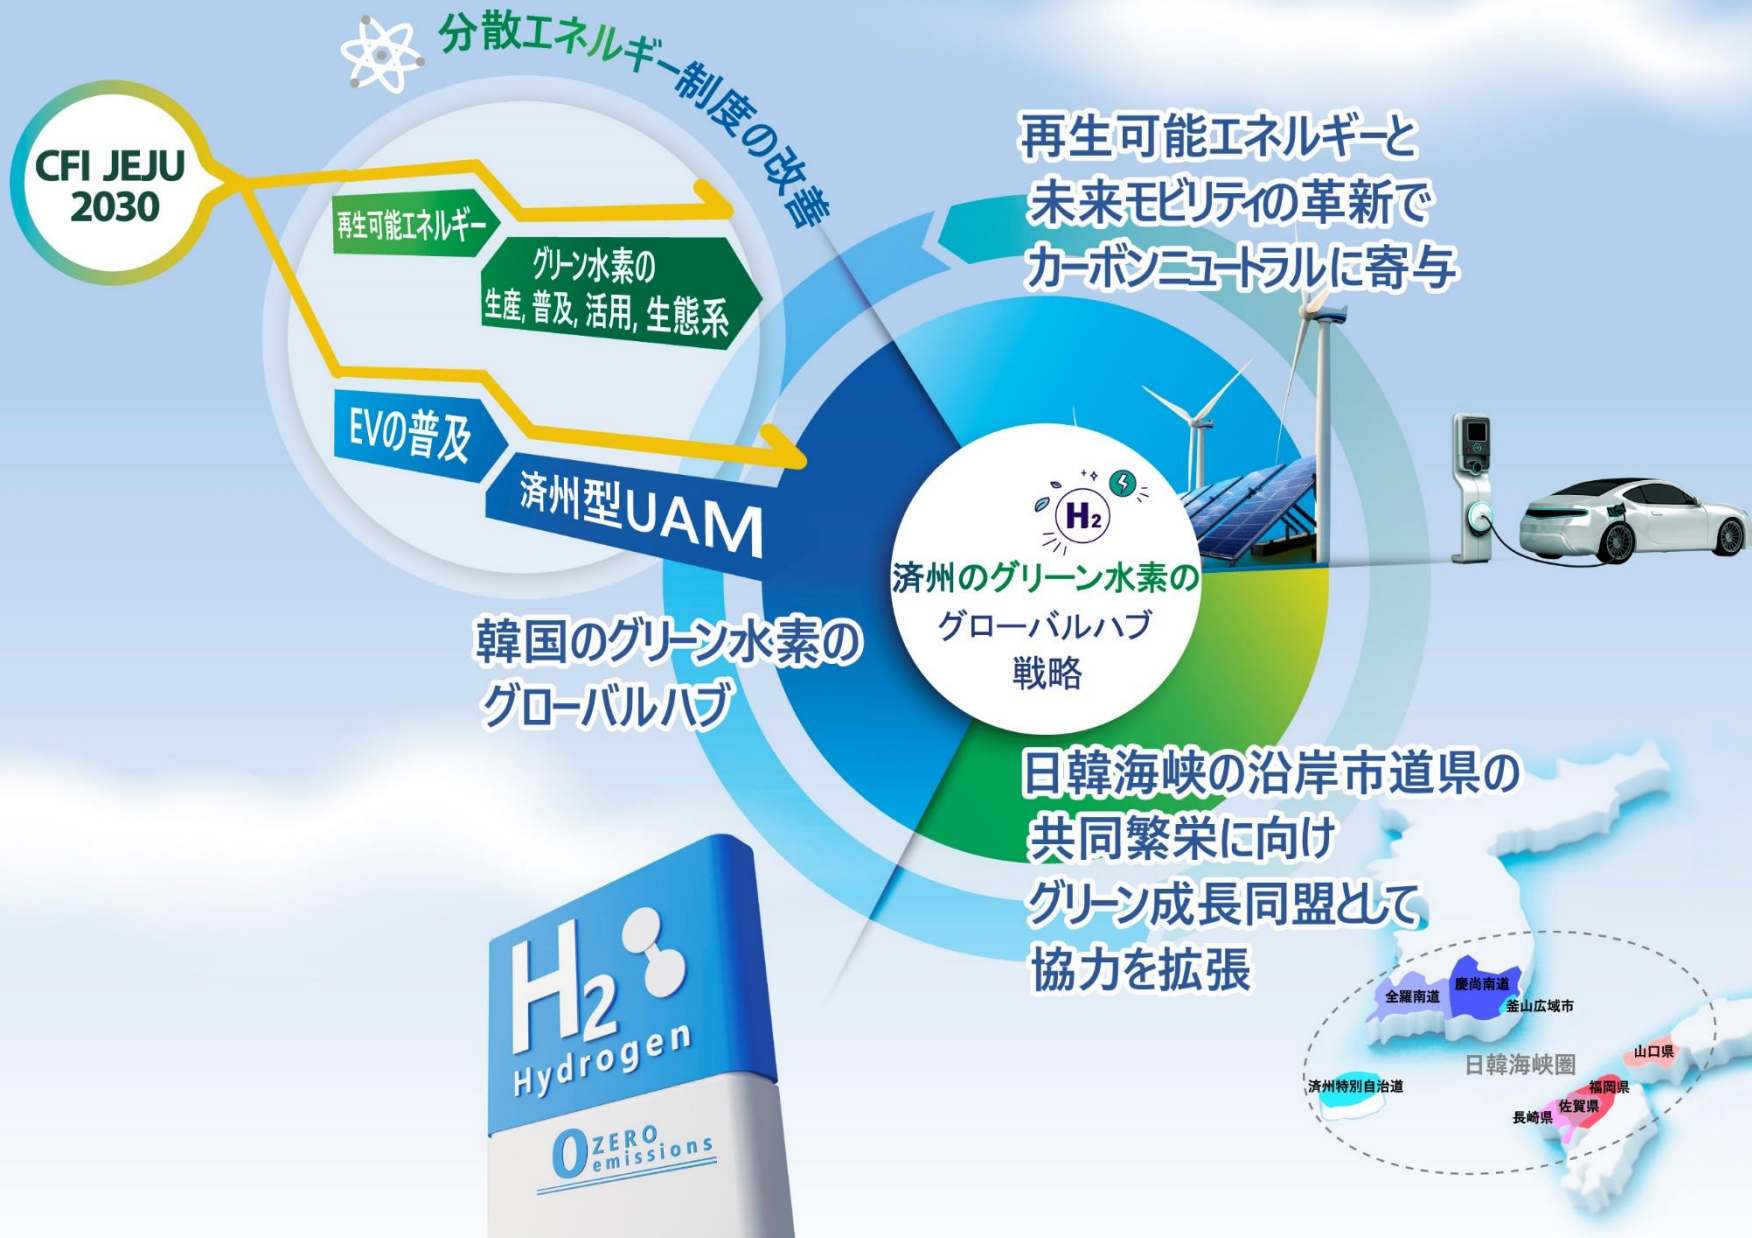 分散エネルギー制度の改善
CFI JEJU
2030
再生可能エネルギー
グリーン水素の
生産, 普及, 活用, 生態系
EVの普及
済州型UAM
再生可能エネルギーと
未来モビリティの革新で
カーボンニュートラルに寄与
H2
済州のグリーン水素の
グローバルハブ
戦略
韓国のグリーン水素の
グローバルハブ
日韓海峡の沿岸市道県の
共同繁栄に向け
グリーン成長同盟として
協力を拡張
H2
Hydrogen
0 ZERO
emissions
全羅南道
慶尚南道
釜山広域市
日韓海峡圏
山口県
済州特別自治道
福岡県
佐賀県
長崎県